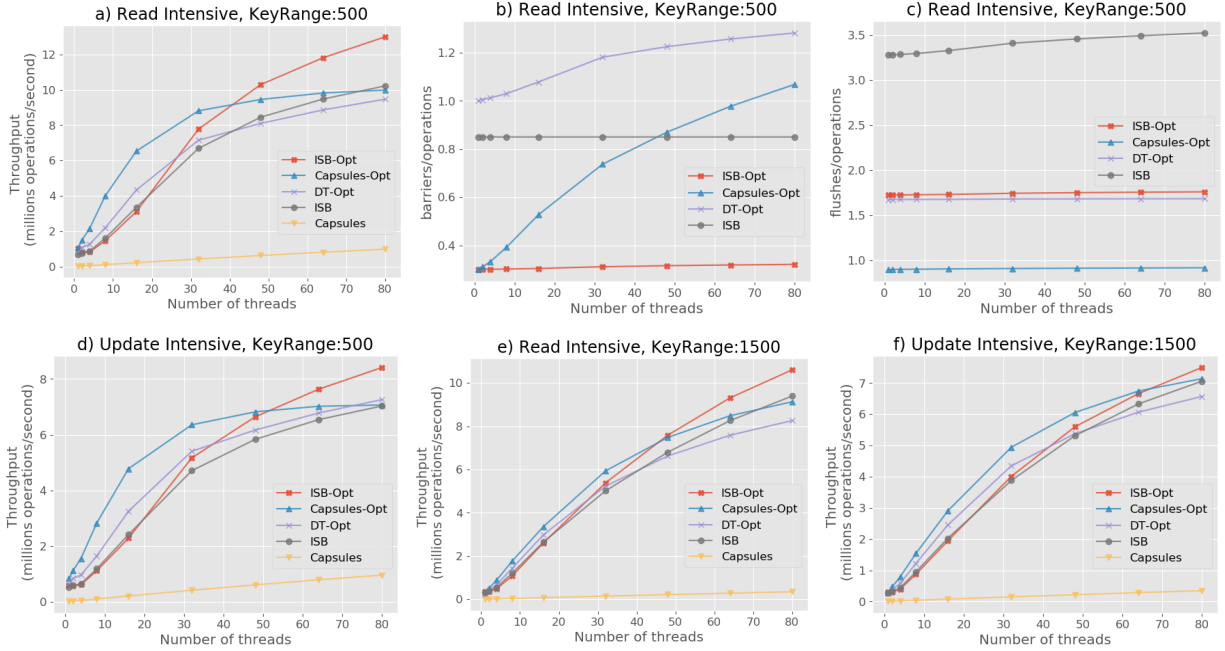 a) Read Intensive, KeyRange:500
Throughput
(millions operations/second)
12
10
8
6
4
2
0
ISB-Opt
Capsules-Opt
DT-Opt
ISB
Capsules
0 10 20 30 40 50 60 70 80
Number of threads
b) Read Intensive, KeyRange:500
barriers/operations
1.2
1.0
0.8
0.6
0.4
ISB-Opt
Capsules-Opt
DT-Opt
ISB
0 10 20 30 40 50 60 70 80
Number of threads
c) Read Intensive, KeyRange:500
flushes/operations
3.5
3.0
2.5
2.0
1.5
1.0
ISB-Opt
Capsules-Opt
DT-Opt
ISB
0 10 20 30 40 50 60 70 80
Number of threads
d) Update Intensive, KeyRange:500
Throughput
(millions operations/second)
8
6
4
2
0
ISB-Opt
Capsules-Opt
DT-Opt
ISB
Capsules
0 10 20 30 40 50 60 70 80
Number of threads
e) Read Intensive, KeyRange:1500
Throughput
(millions operations/second)
10
8
6
4
2
0
ISB-Opt
Capsules-Opt
DT-Opt
ISB
Capsules
0 10 20 30 40 50 60 70 80
Number of threads
f) Update Intensive, KeyRange:1500
Throughput
(millions operations/second)
7
6
5
4
3
2
1
0
ISB-Opt
Capsules-Opt
DT-Opt
ISB
Capsules
0 10 20 30 40 50 60 70 80
Number of threads